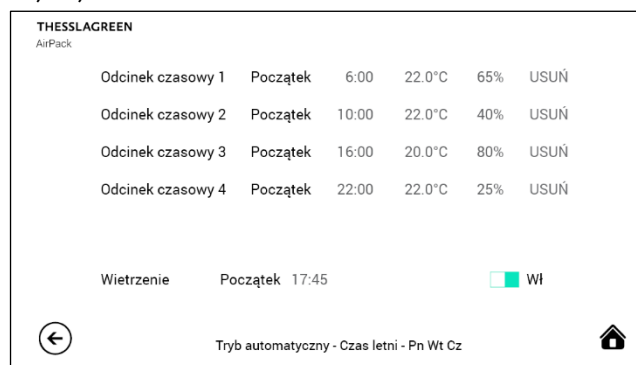 THESSLAGREEN
AirPack
Odcinek czasowy 1 Początek 6:00 22.0°C 65% USUŃ
Odcinek czasowy 2 Początek 10:00 22.0°C 40% USUŃ
Odcinek czasowy 3 Początek 16:00 20.0°C 80% USUŃ
Odcinek czasowy 4 Początek 22:00 22.0°C 25% USUŃ
Wietrzenie Początek 17:45 Wł
Tryb automatyczny - Czas letni - Pn Wt Cz